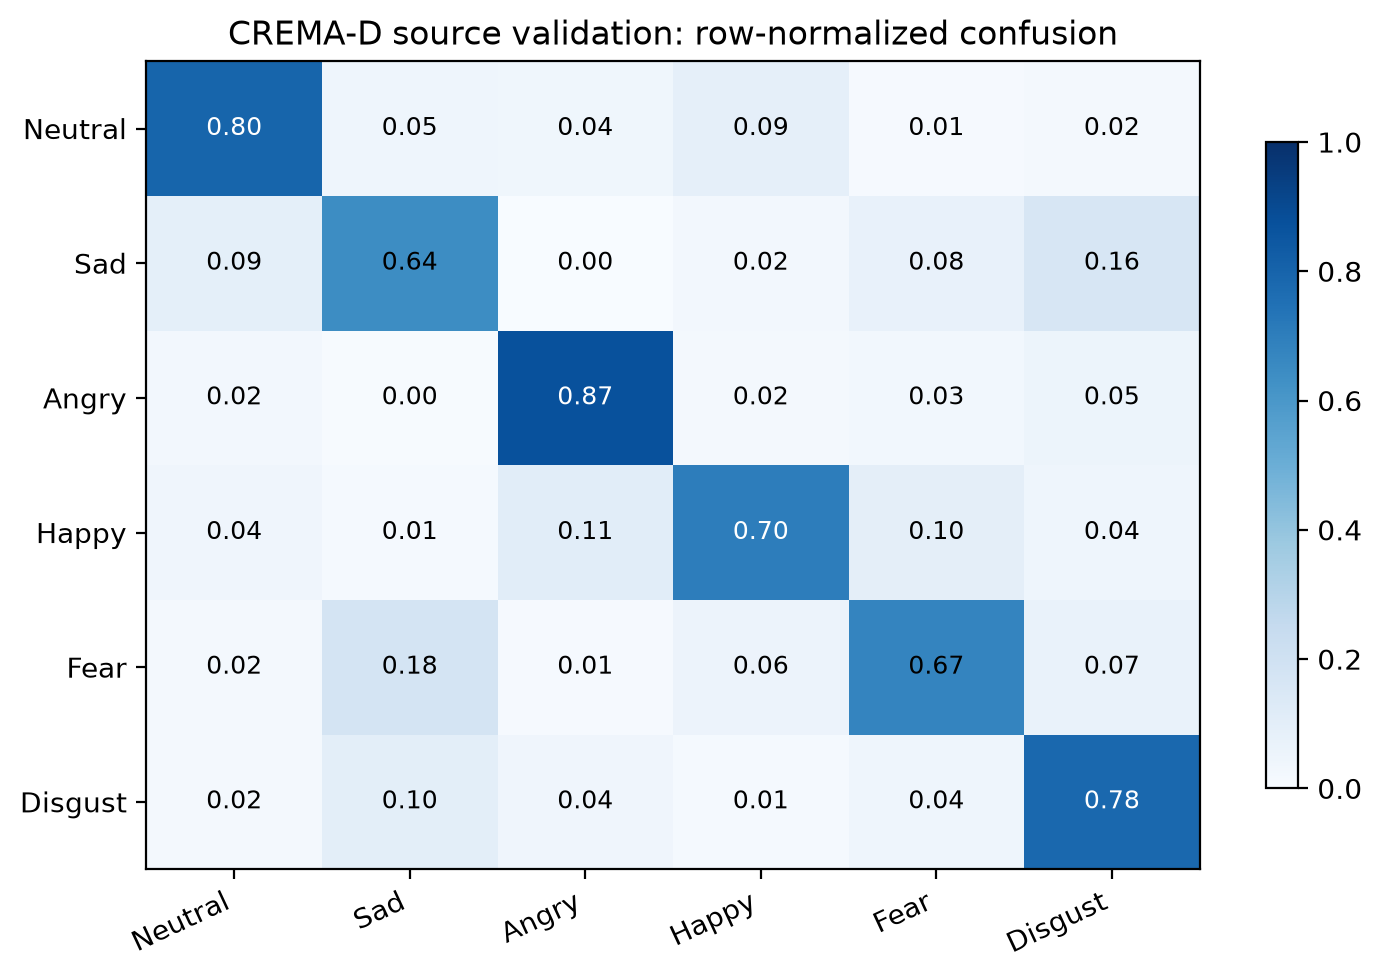 CREMA-D source validation: row-normalized confusion
Neutral 0.80 0.05 0.04 0.09 0.01 0.02
Sad 0.09 0.64 0.00 0.02 0.08 0.16
Angry 0.02 0.00 0.87 0.02 0.03 0.05
Happy 0.04 0.01 0.11 0.70 0.10 0.04
Fear 0.02 0.18 0.01 0.06 0.67 0.07
Disgust 0.02 0.10 0.04 0.01 0.04 0.78
Neutral Sad Angry Happy Fear Disgust
1.0
0.8
0.6
0.4
0.2
0.0